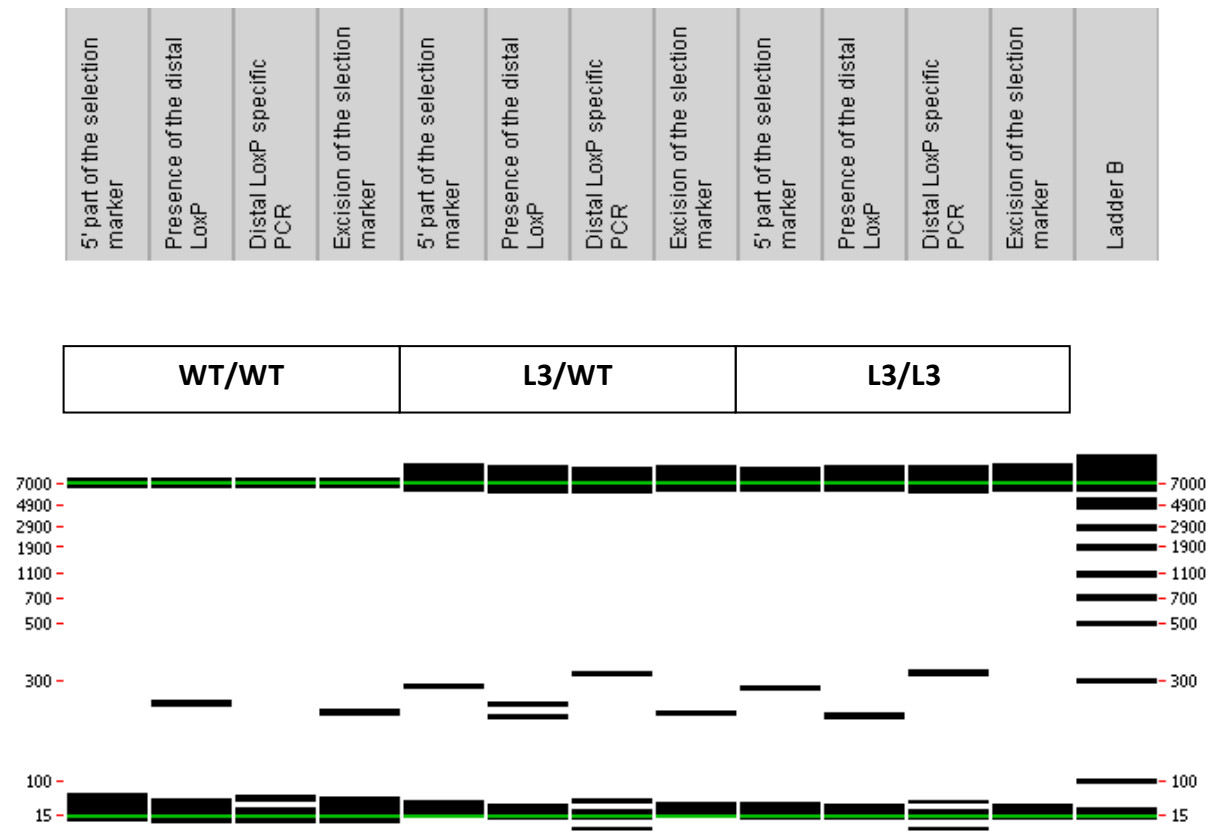 5' part of the selection
marker
Presence of the distal
LoxP
Distal LoxP specific
PCR
Excision of the slection
marker
5' part of the selection
marker
Presence of the distal
LoxP
Distal LoxP specific
PCR
Excision of the slection
marker
5' part of the selection
marker
Presence of the distal
LoxP
Distal LoxP specific
PCR
Excision of the slection
marker
Ladder B
WT/WT
L3/WT
L3/L3
7000
4900
2900
1900
1100
700
500
300
100
15
7000
4900
2900
1900
1100
700
500
300
100
15